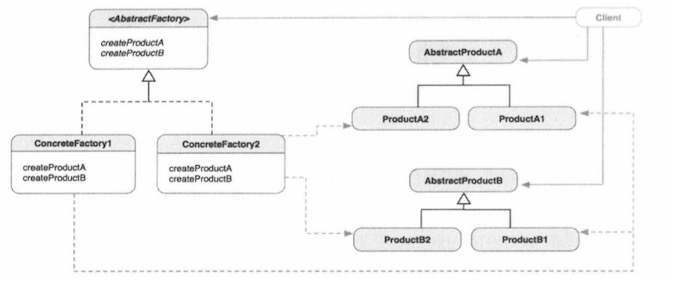 <AbstractFactory>
createProductA
createProductB
Client
AbstractProductA
ProductA2
ProductA1
ConcreteFactory1
createProductA
createProductB
ConcreteFactory2
createProductA
createProductB
AbstractProductB
ProductB2
ProductB1